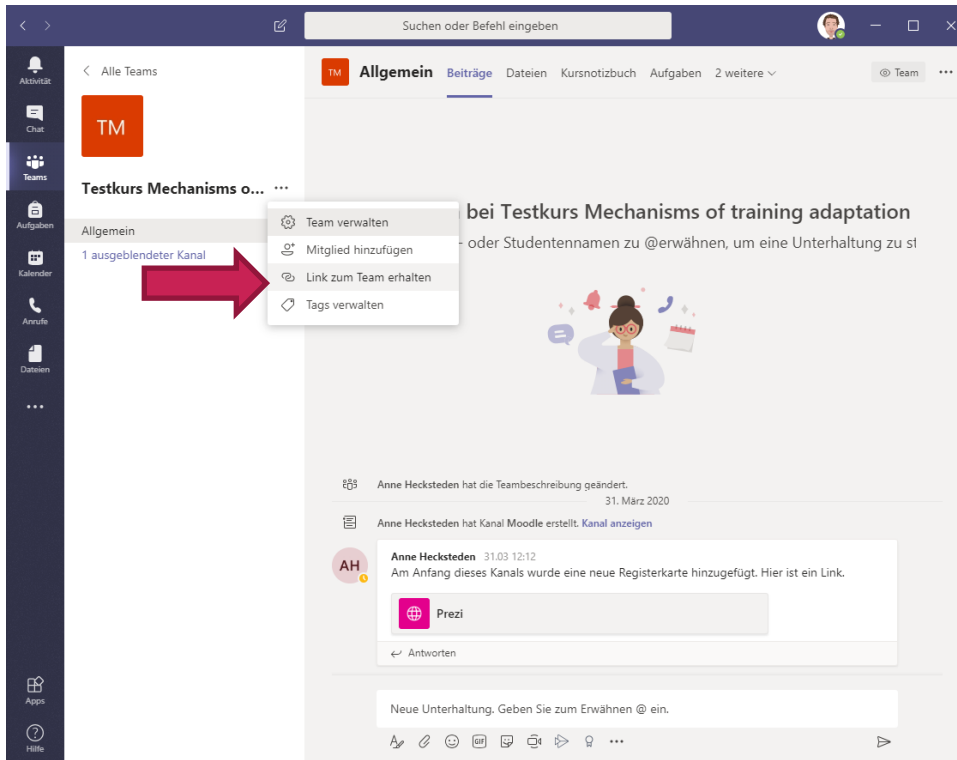 Suchen oder Befehl eingeben
Aktivität
Chat
Teams
Aufgaben
Kalender
Anrufe
Dateien
Apps
Hilfe
Alle Teams
TM
Testkurs Mechanisms o... ...
Allgemein
1 ausgeblendeter Kanal
Team verwalten
Mitglied hinzufügen
Link zum Team erhalten
Tags verwalten
TM Allgemein Beiträge Dateien Kursnotizbuch Aufgaben 2 weitere Team ...
bei Testkurs Mechanisms of training adaptation
- oder Studentennamen zu @erwähnen, um eine Unterhaltung zu st
Anne Hecksteden hat die Teambeschreibung geändert.
31. März 2020
Anne Hecksteden hat Kanal Moodle erstellt. Kanal anzeigen
AH
Anne Hecksteden 31.03 12:12
Am Anfang dieses Kanals wurde eine neue Registerkarte hinzugefügt. Hier ist ein Link.
Prezi
Antworten
Neue Unterhaltung. Geben Sie zum Erwähnen @ ein.
GIF